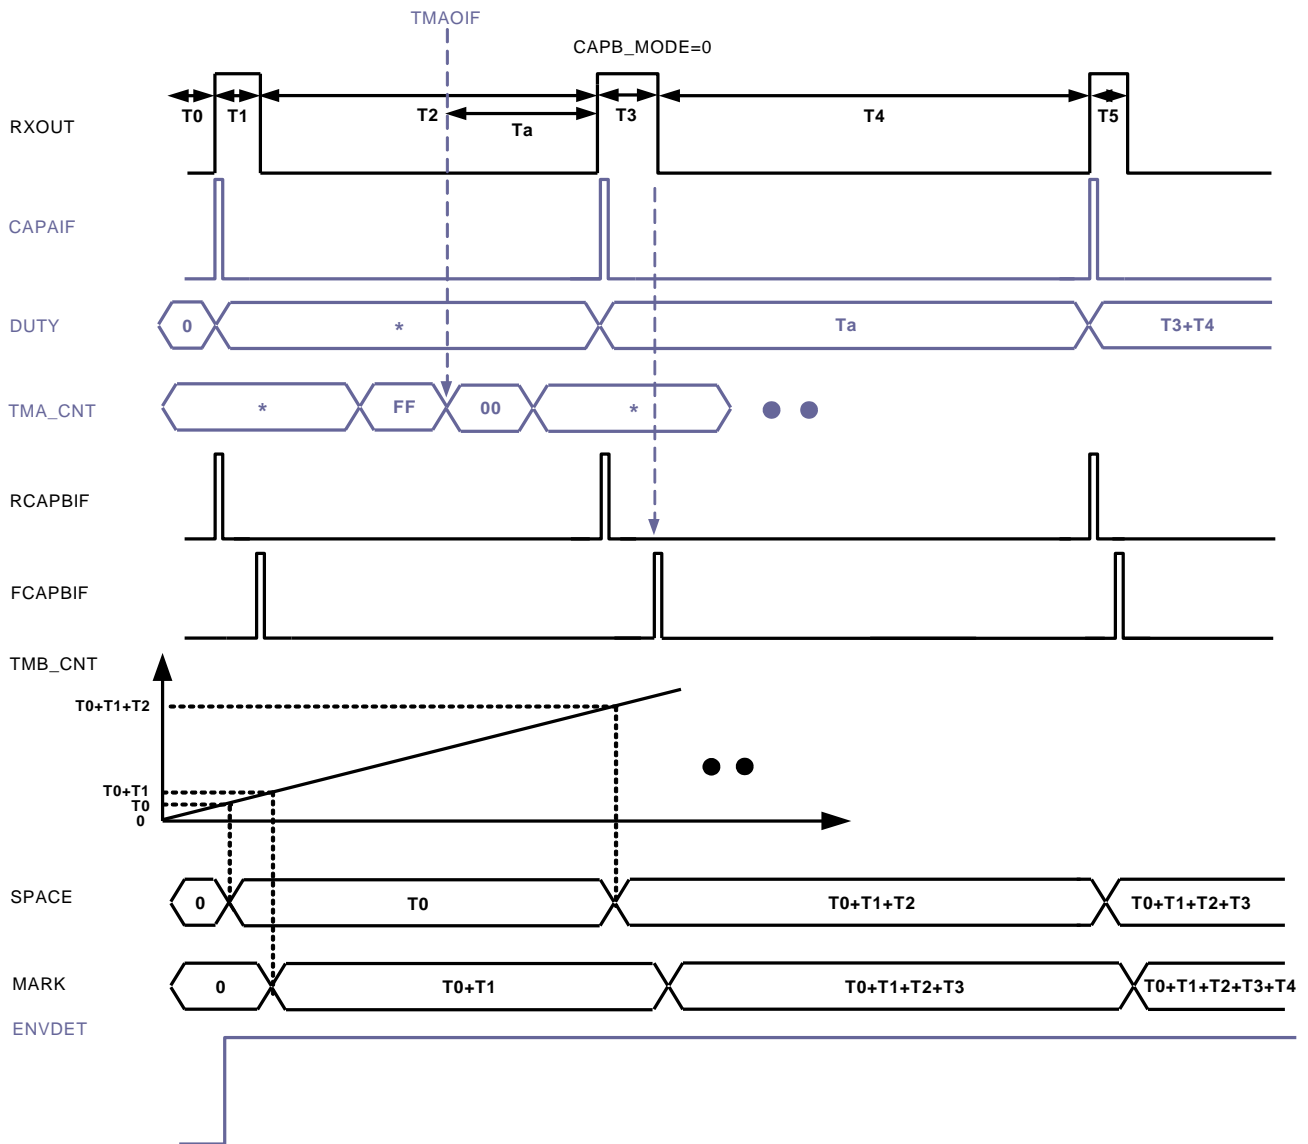 TMAOIF
CAPB_MODE=0
RXOUT
T0
T1
T2
Ta
T3
T4
T5
CAPAIF
DUTY
0
*
Ta
T3+T4
TMA_CNT
*
FF
00
*
RCAPBIF
FCAPBIF
TMB_CNT
T0+T1+T2
T0+T1
T0
0
SPACE
0
T0
T0+T1+T2
T0+T1+T2+T3
MARK
0
T0+T1
T0+T1+T2+T3
T0+T1+T2+T3+T4
ENVDET